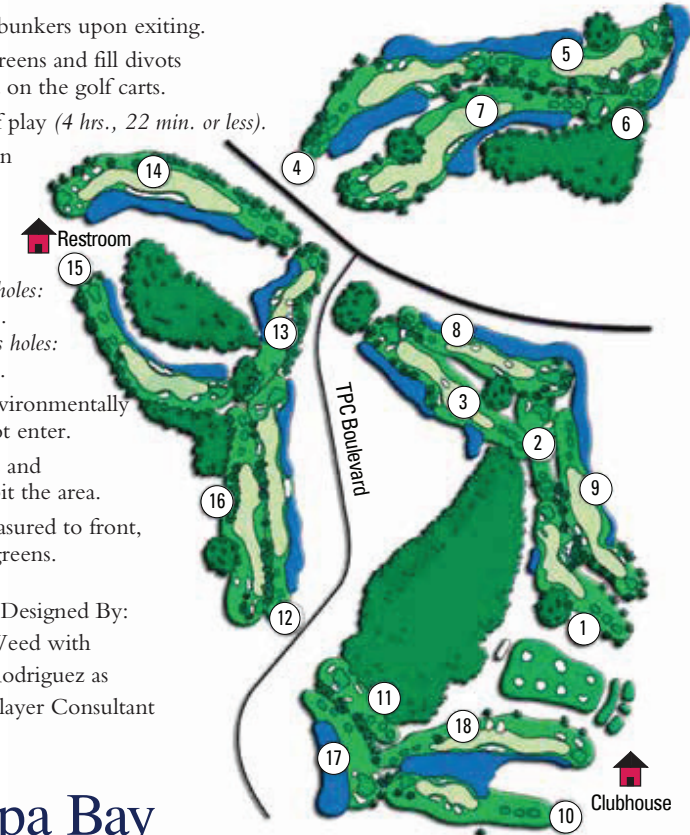 bunkers upon exiting.
reens and fill divots
on the golf carts.
f play (4 hrs., 22 min. or less).
n
holes:
.
s holes:
.
vironmentally
ot enter.
and
bit the area.
asured to front,
greens.
Designed By:
Weed with
Rodriguez as
layer Consultant
pa Bay
4
5
6
7
14
Restroom
15
13
8
3
2
9
TPC Boulevard
16
12
1
11
18
17
10
Clubhouse